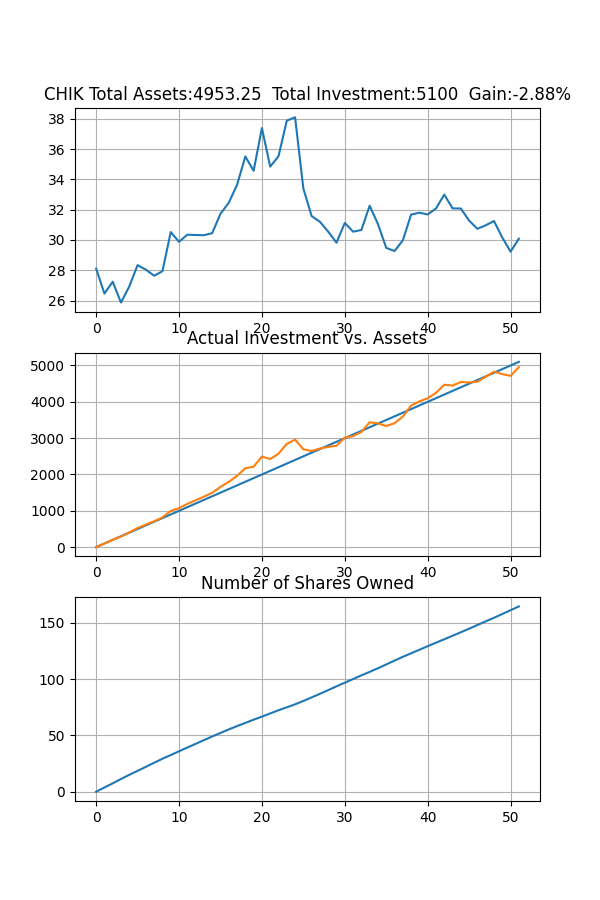 CHIK Total Assets:4953.25  Total Investment:5100  Gain:-2.88%
38
36
34
32
30
28
26
0 10 20 30 40 50
Actual Investment vs. Assets
5000
4000
3000
2000
1000
0
0 10 20 30 40 50
Number of Shares Owned
150
100
50
0
0 10 20 30 40 50